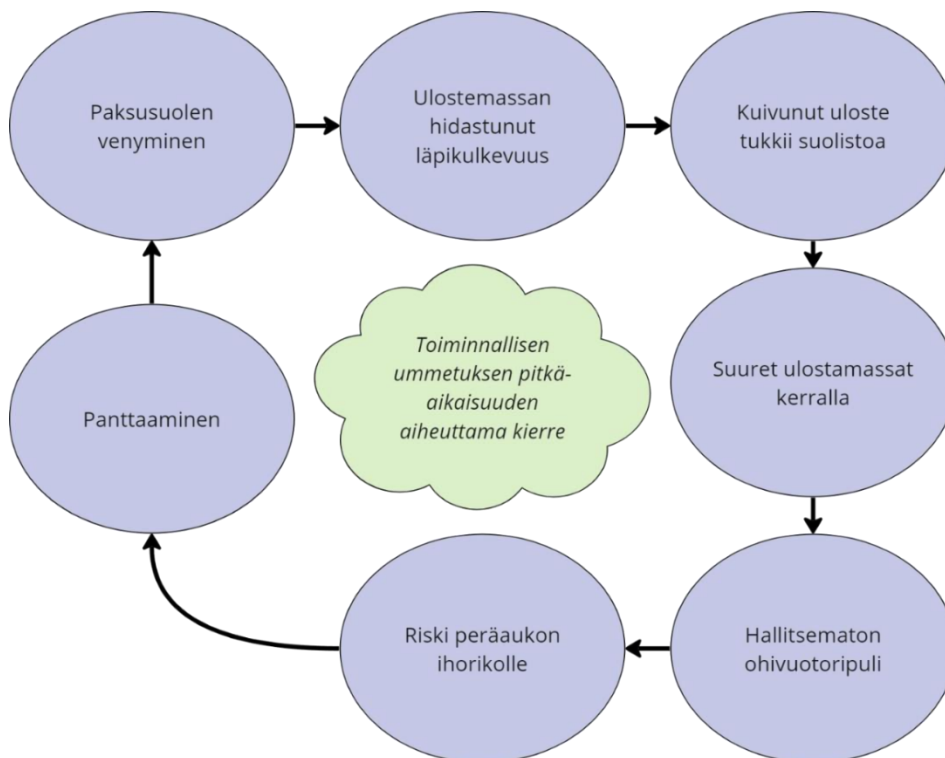 Paksusuolen
venyminen
Ulostemassan
hidastunut
läpikulkevuus
Kuivunut uloste
tukkii suolistoa
Toiminnallisen
ummetuksen pitkä-
aikaisuuden
aiheuttama kierre
Suuret ulostamassat
kerralla
Panttaaminen
Riski peräaukon
ihorikolle
Hallitsematon
ohivuotoripuli